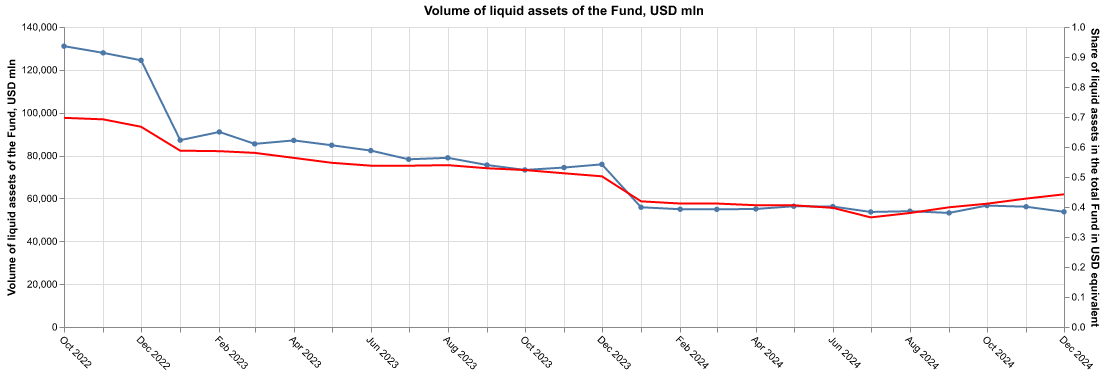 Volume of liquid assets of the Fund, USD mln
Volume of liquid assets of the Fund, USD mln
140,000
120,000
100,000
80,000
60,000
40,000
20,000
0
Share of liquid assets in the total Fund in USD equivalent
1.0
0.9
0.8
0.7
0.6
0.5
0.4
0.3
0.2
0.1
0.0
Oct 2022
Dec 2022
Feb 2023
Apr 2023
Jun 2023
Aug 2023
Oct 2023
Dec 2023
Feb 2024
Apr 2024
Jun 2024
Aug 2024
Oct 2024
Dec 2024